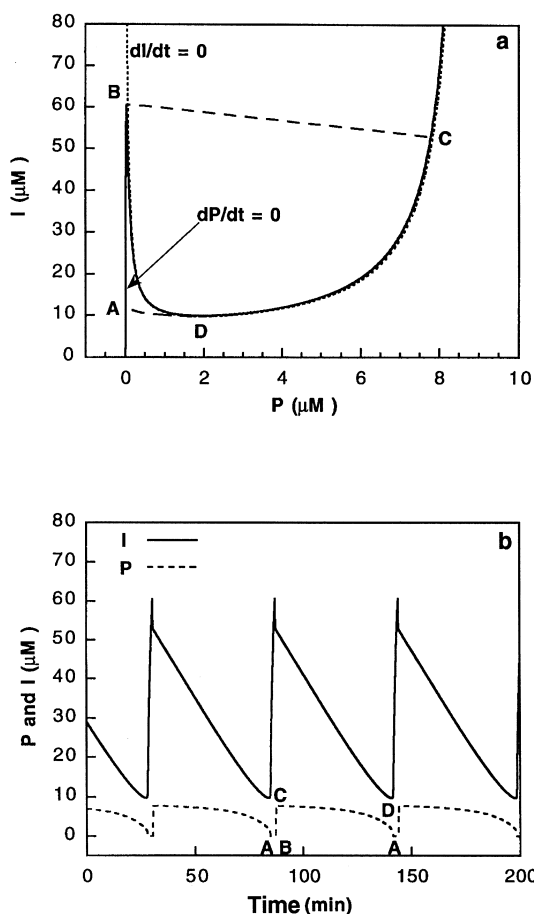 80
70
60
50
40
30
20
10
0
I (μM)
a
dI/dt = 0
B
C
dP/dt = 0
A
D
0
2
4
6
8
10
P (μM)
80
70
60
50
40
30
20
10
0
P and I (μM)
I
P
b
C
D
A
B
A
0
50
100
150
200
Time (min)